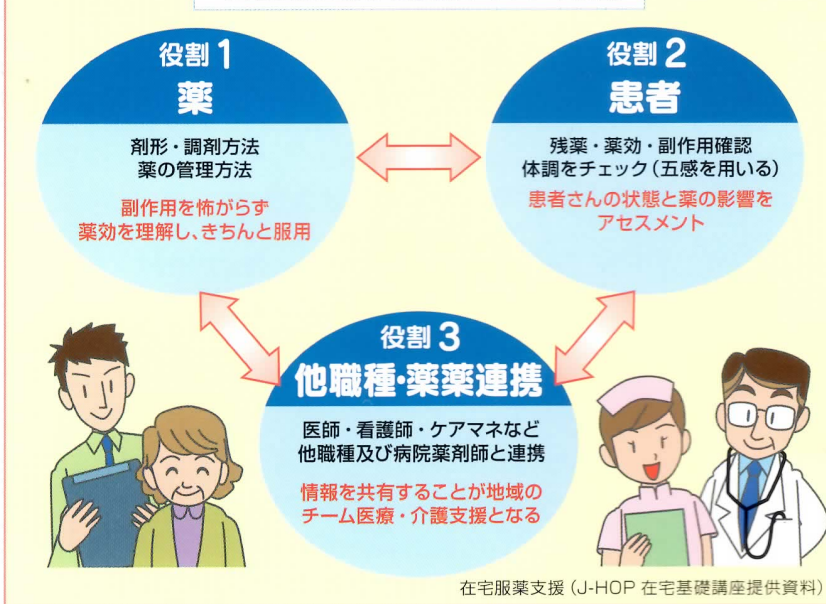 役割1
薬
剤形・調剤方法
薬の管理方法
副作用を怖がらず
薬効を理解し、きちんと服用
役割2
患者
残薬・薬効・副作用確認
体調をチェック（五感を用いる）
患者さんの状態と薬の影響を
アセスメント
役割3
他職種・薬薬連携
医師・看護師・ケアマネなど
他職種及び病院薬剤師と連携
情報を共有することが地域の
チーム医療・介護支援となる
在宅服薬支援（J-HOP 在宅基礎講座提供資料）